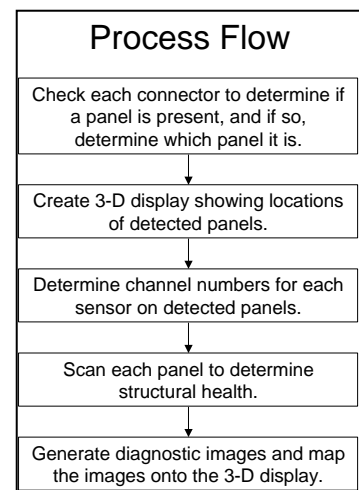 Process Flow
Check each connector to determine if
a panel is present, and if so,
determine which panel it is.
Create 3-D display showing locations
of detected panels.
Determine channel numbers for each
sensor on detected panels.
Scan each panel to determine
structural health.
Generate diagnostic images and map
the images onto the 3-D display.